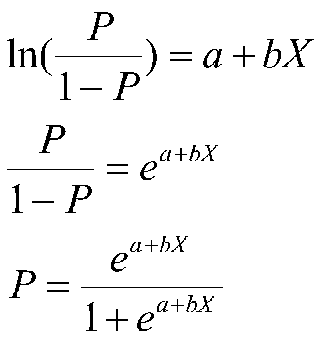 ln(P/(1 − P)) = a + bX
P/(1 − P) = e^(a+bX)
P = e^(a+bX)/(1 + e^(a+bX))